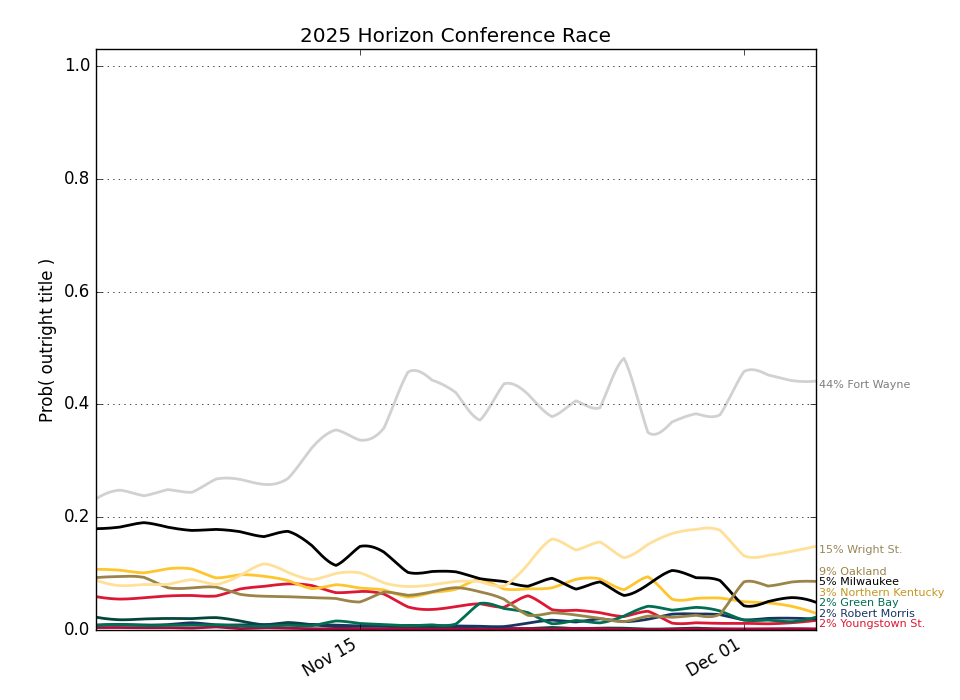 2025 Horizon Conference Race
Prob( outright title )
1.0
0.8
0.6
0.4
0.2
0.0
Nov 15
Dec 01
44% Fort Wayne
15% Wright St.
9% Oakland
5% Milwaukee
3% Northern Kentucky
2% Green Bay
2% Robert Morris
2% Youngstown St.